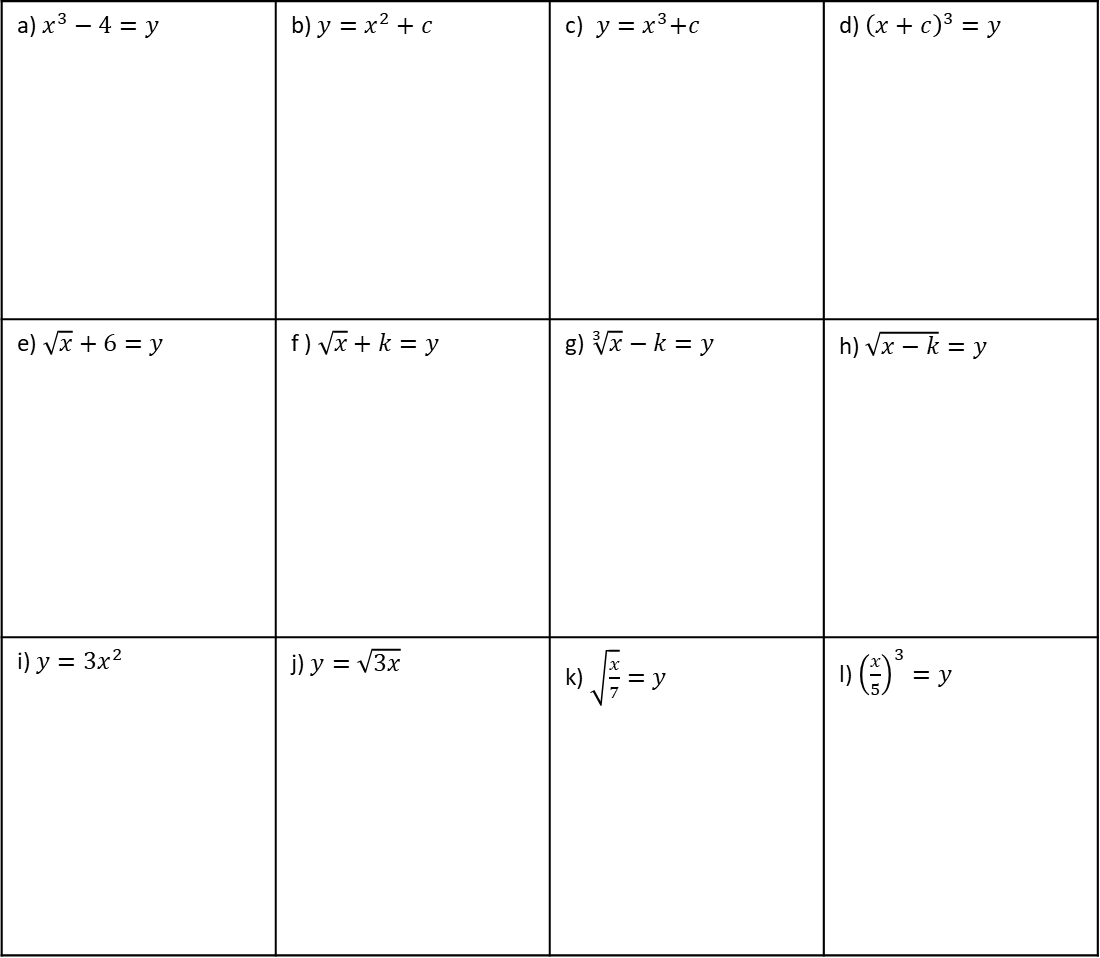 a) x³ − 4 = y
b) y = x² + c
c) y = x³+c
d) (x + c)³ = y
e) √x + 6 = y
f ) √x + k = y
g) ∛x − k = y
h) √(x − k) = y
i) y = 3x²
j) y = √(3x)
k) √(x/7) = y
l) (x/5)³ = y